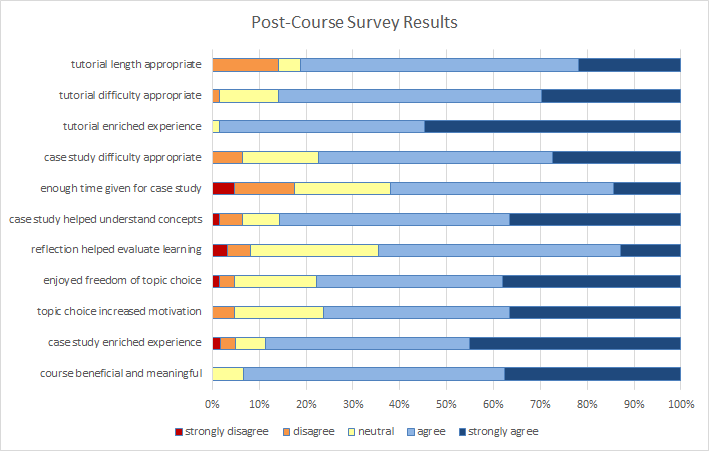 Post-Course Survey Results
tutorial length appropriate
tutorial difficulty appropriate
tutorial enriched experience
case study difficulty appropriate
enough time given for case study
case study helped understand concepts
reflection helped evaluate learning
enjoyed freedom of topic choice
topic choice increased motivation
case study enriched experience
course beneficial and meaningful
0% 10% 20% 30% 40% 50% 60% 70% 80% 90% 100%
strongly disagree disagree neutral agree strongly agree